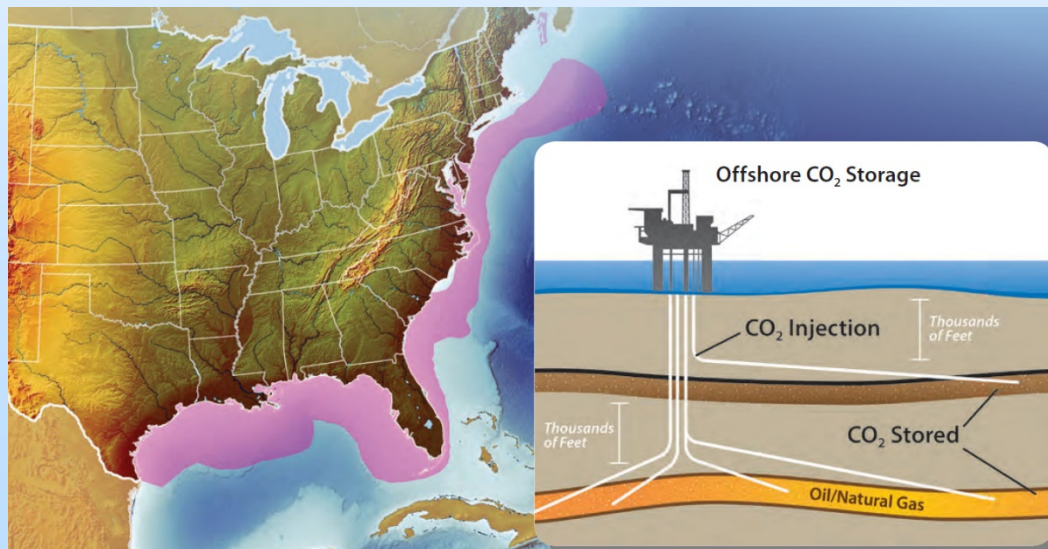 Offshore CO₂ Storage
CO₂ Injection
Thousands
of Feet
Thousands
of Feet
CO₂ Stored
Oil/Natural Gas